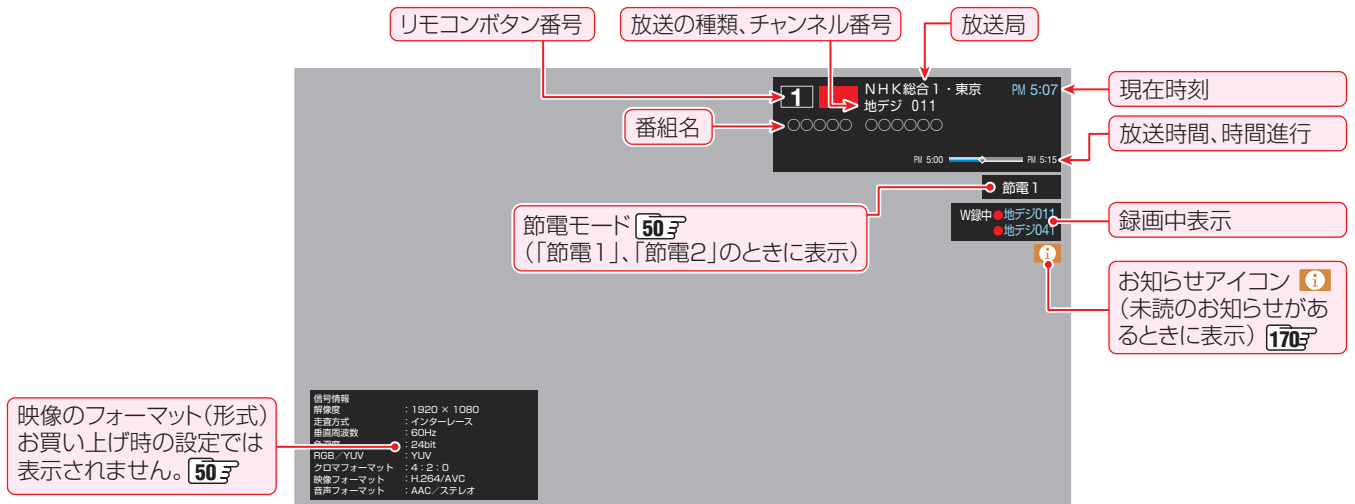 リモコンボタン番号
放送の種類、チャンネル番号
放送局
1
NHK総合1・東京
PM 5:07
地デジ 011
現在時刻
番組名
○○○○○ ○○○○○○
放送時間、時間進行
PM 5:00
PM 5:15
節電1
節電モード 50
(「節電1」、「節電2」のときに表示)
W録中●地デジ011
●地デジ041
録画中表示
お知らせアイコン
(未読のお知らせがあ
るときに表示) 170
映像のフォーマット(形式)
お買い上げ時の設定では
表示されません。50
信号情報
解像度 :1920 × 1080
走査方式 :インターレース
垂直周波数 :60Hz
色深度 :24bit
RGB/YUV :YUV
クロマフォーマット :4:2:0
映像フォーマット :H.264/AVC
音声フォーマット :AAC/ステレオ